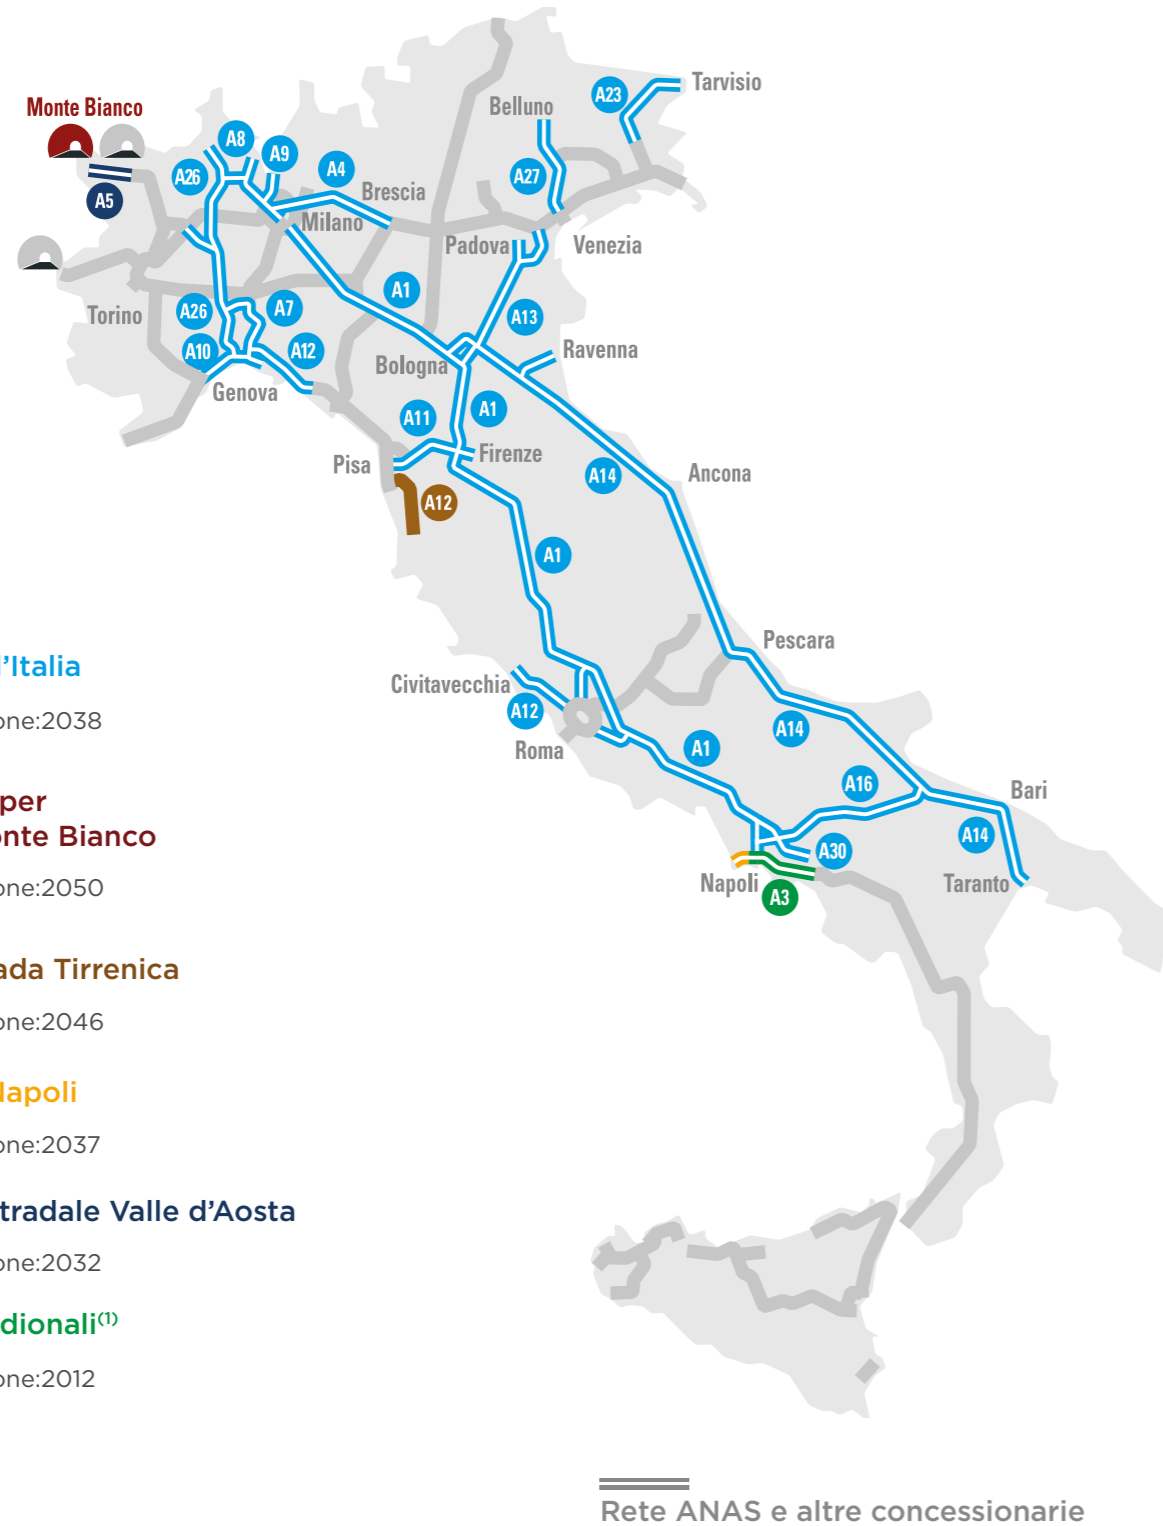 Tarvisio
A23
Belluno
Monte Bianco
A8
A9
A4
A26
A27
Brescia
A5
Milano
Padova
Venezia
A1
A26
A7
A13
Torino
A10
A12
Ravenna
Bologna
Genova
A11
A1
Pisa
Firenze
A14
Ancona
A12
A1
Pescara
l'Italia
Civitavecchia
A12
one:2038
A14
Roma
A1
A16
Bari
per
onte Bianco
A14
A30
Napoli
Taranto
one:2050
A3
ada Tirrenica
one:2046
Napoli
one:2037
tradale Valle d'Aosta
one:2032
dionali(1)
one:2012
Rete ANAS e altre concessionarie